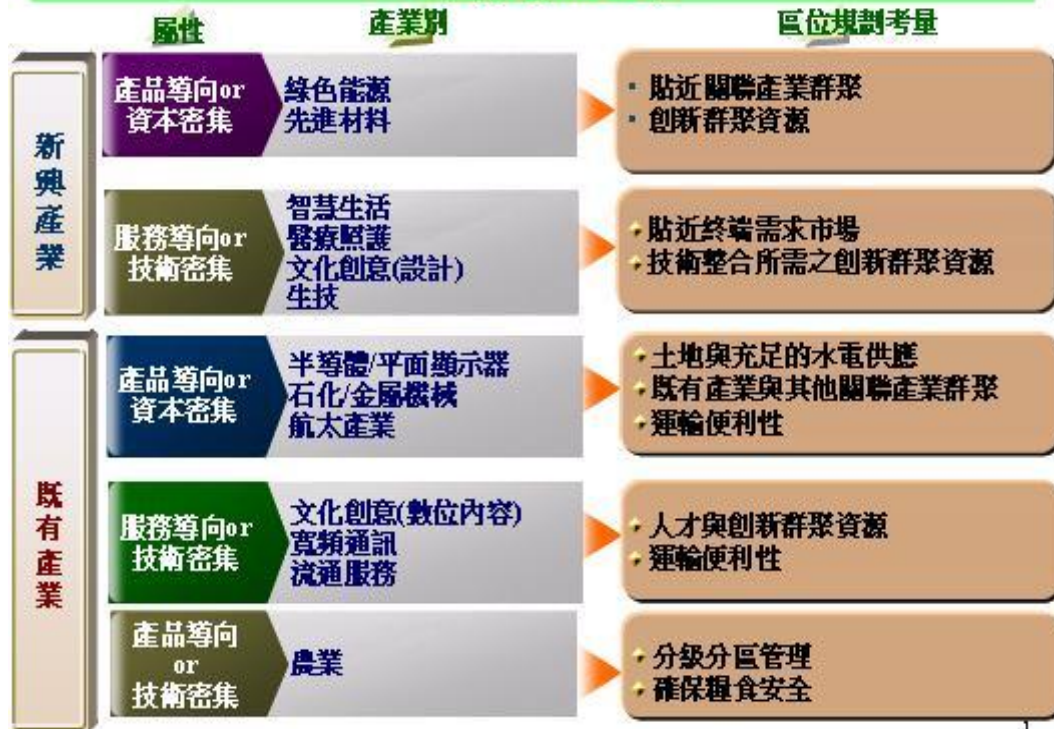 屬性
產業別
區位規劃考量
新興產業
產品導向or
資本密集
綠色能源
先進材料
▪ 貼近關聯產業群聚
▪ 創新群聚資源
服務導向or
技術密集
智慧生活
醫療照護
文化創意(設計)
生技
貼近終端需求市場
技術整合所需之創新群聚資源
既有產業
產品導向or
資本密集
半導體/平面顯示器
石化/金屬機械
航太產業
土地與充足的水電供應
既有產業與其他關聯產業群聚
運輸便利性
服務導向or
技術密集
文化創意(數位內容)
寬頻通訊
流通服務
人才與創新群聚資源
運輸便利性
產品導向
or
技術密集
農業
分級分區管理
確保糧食安全
1